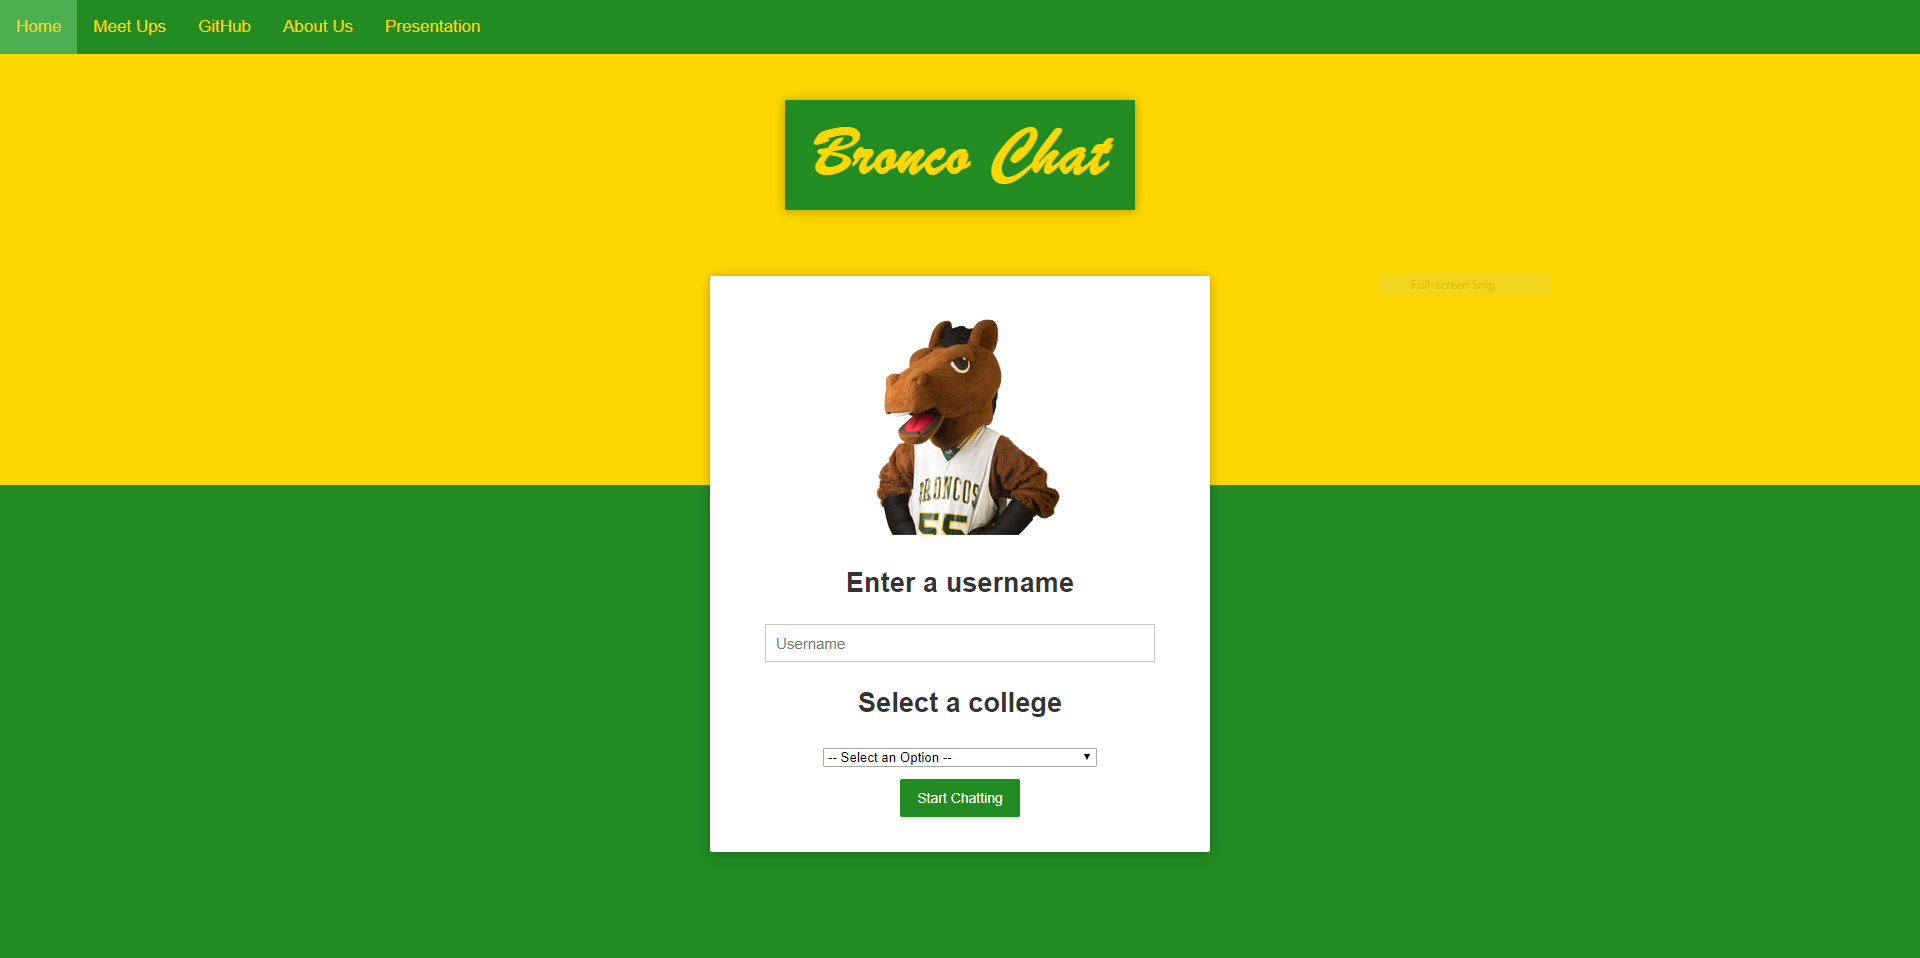 Home Meet Ups GitHub About Us Presentation
Bronco Chat
Full-screen Snip
BRONCOS
55
Enter a username
Username
Select a college
-- Select an Option --
Start Chatting